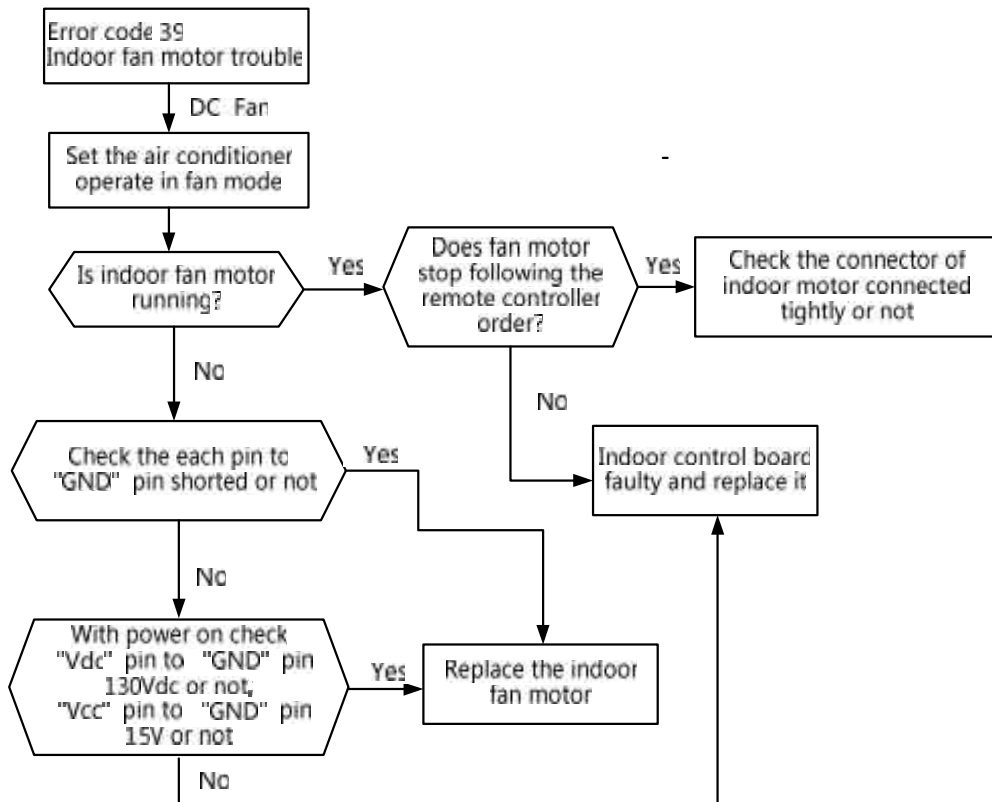 Error code 39
Indoor fan motor trouble
DC Fan
Set the air conditioner
operate in fan mode
Is indoor fan motor
running?
Yes
Does fan motor
stop following the
remote controller
order?
Yes
Check the connector of
indoor motor connected
tightly or not
No
No
Check the each pin to
"GND" pin shorted or not
Yes
Indoor control board
faulty and replace it
No
With power on check
"Vdc" pin to "GND" pin
130Vdc or not,
"Vcc" pin to "GND" pin
15V or not
Yes
Replace the indoor
fan motor
No